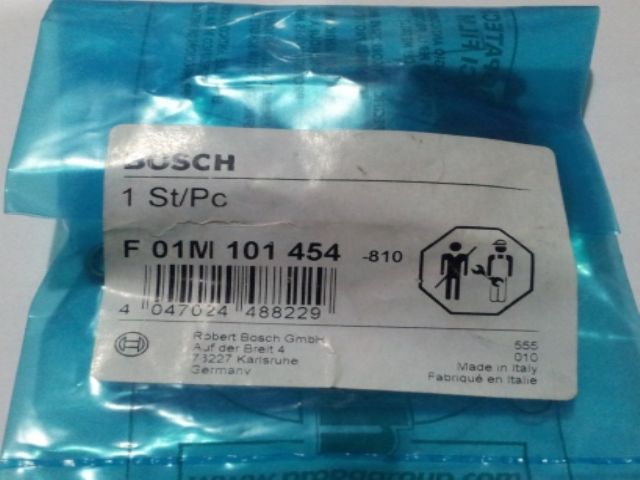 BOSCH
1 St/Pc
F 01M 101 454 -810
4 047024 488229
Robert Bosch GmbH
Auf der Breit 4
76227 Karlsruhe
Germany
555
010
Made in Italy
Fabriqué en Italie